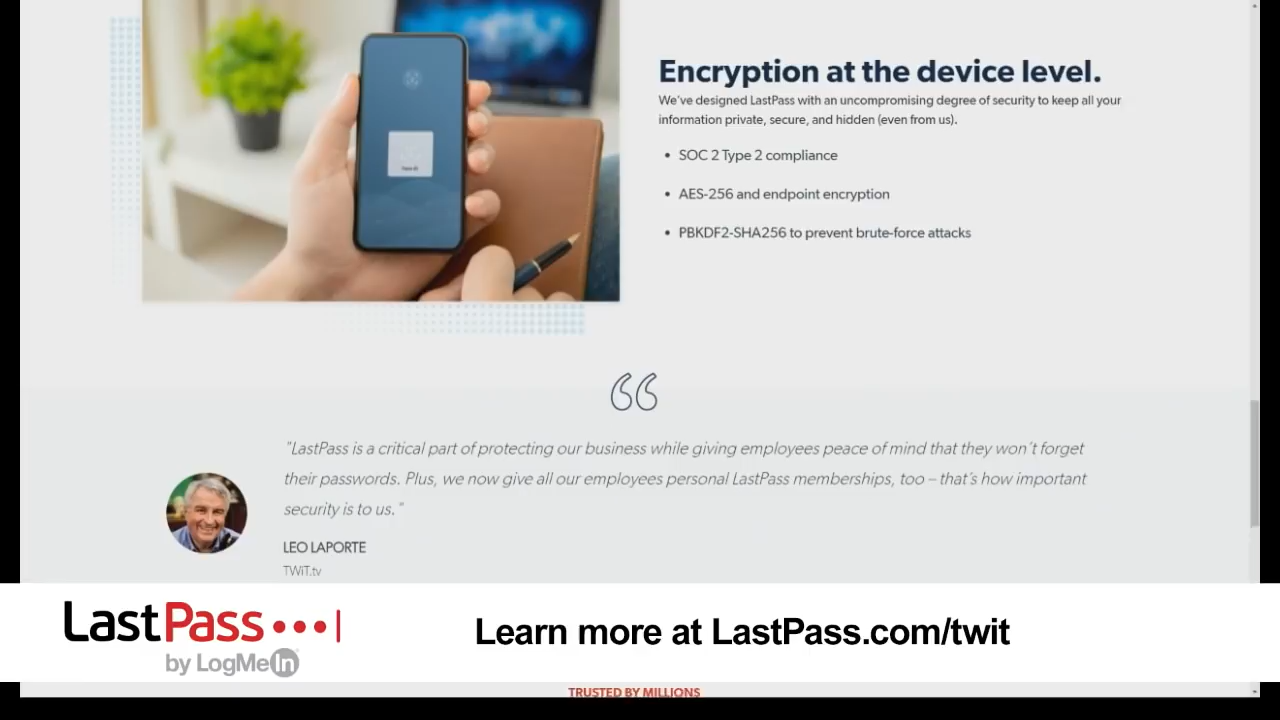 Encryption at the device level.
We've designed LastPass with an uncompromising degree of security to keep all your
information private, secure, and hidden (even from us).
• SOC 2 Type 2 compliance
• AES-256 and endpoint encryption
• PBKDF2-SHA256 to prevent brute-force attacks
"LastPass is a critical part of protecting our business while giving employees peace of mind that they won't forget
their passwords. Plus, we now give all our employees personal LastPass memberships, too – that's how important
security is to us."
LEO LAPORTE
TWiT.tv
LastPass
by LogMeIn
Learn more at LastPass.com/twit
TRUSTED BY MILLIONS